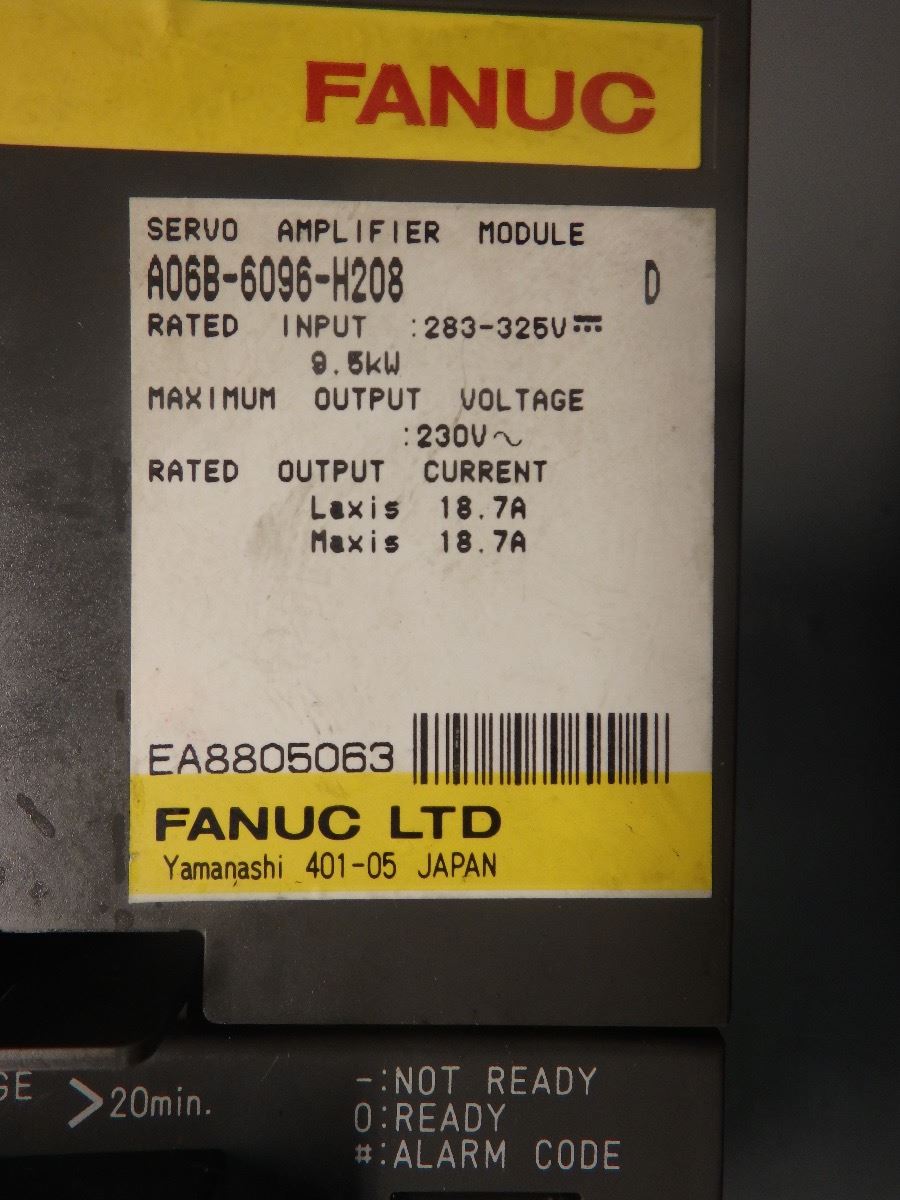 FANUC
SERVO AMPLIFIER MODULE
A06B-6096-H208 D
RATED INPUT :283-325V⎓
9.5kW
MAXIMUM OUTPUT VOLTAGE
:230V~
RATED OUTPUT CURRENT
Laxis 18.7A
Maxis 18.7A
EA8805063
FANUC LTD
Yamanashi 401-05 JAPAN
>20min.
-:NOT READY
0:READY
#:ALARM CODE